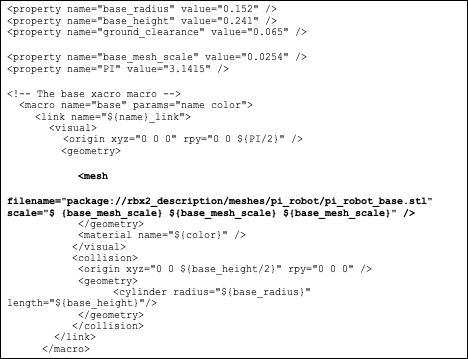 <property name="base_radius" value="0.152" />
<property name="base_height" value="0.241" />
<property name="ground_clearance" value="0.065" />
<property name="base_mesh_scale" value="0.0254" />
<property name="PI" value="3.1415" />
<!-- The base xacro macro -->
<macro name="base" params="name color">
<link name="${name}_link">
<visual>
<origin xyz="0 0 0" rpy="0 0 ${PI/2}" />
<geometry>
<mesh
filename="package://rbx2_description/meshes/pi_robot/pi_robot_base.stl"
scale="$ {base_mesh_scale} ${base_mesh_scale} ${base_mesh_scale}" />
</geometry>
<material name="${color}" />
</visual>
<collision>
<origin xyz="0 0 ${base_height/2}" rpy="0 0 0" />
<geometry>
<cylinder radius="${base_radius}"
length="${base_height}"/>
</geometry>
</collision>
</link>
</macro>